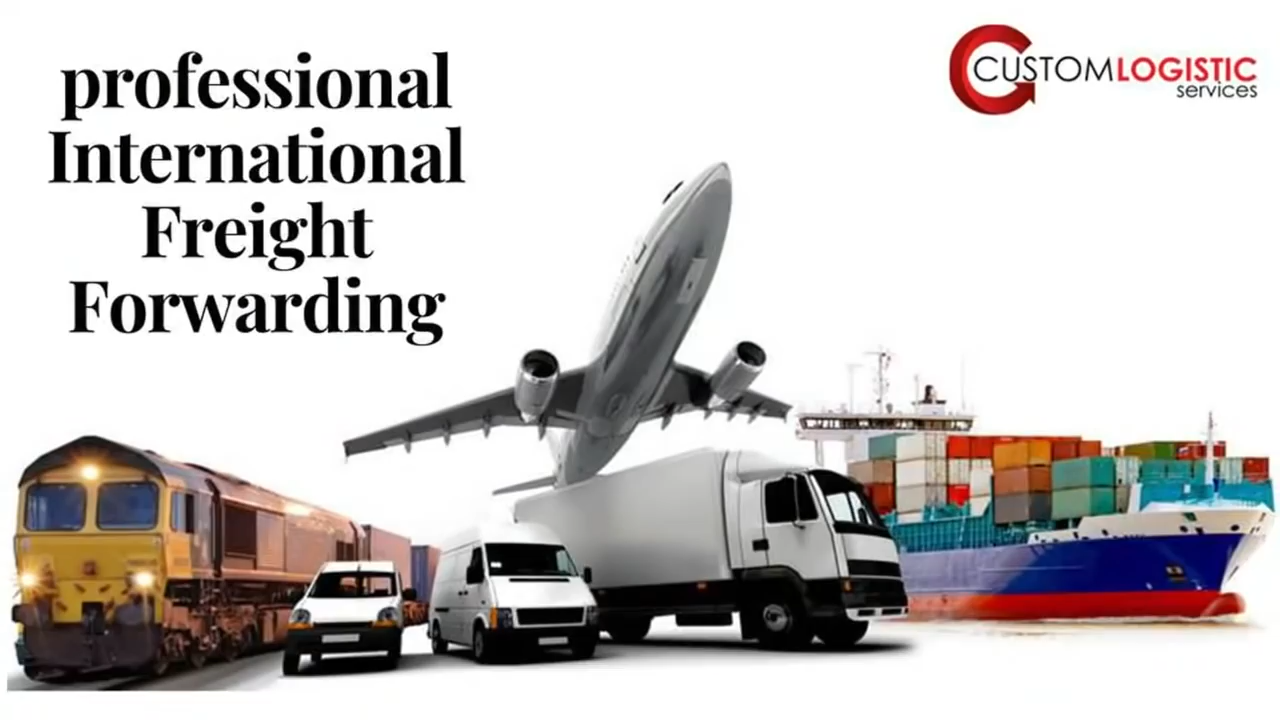 professional
International
Freight
Forwarding
CUSTOMLOGISTIC
services